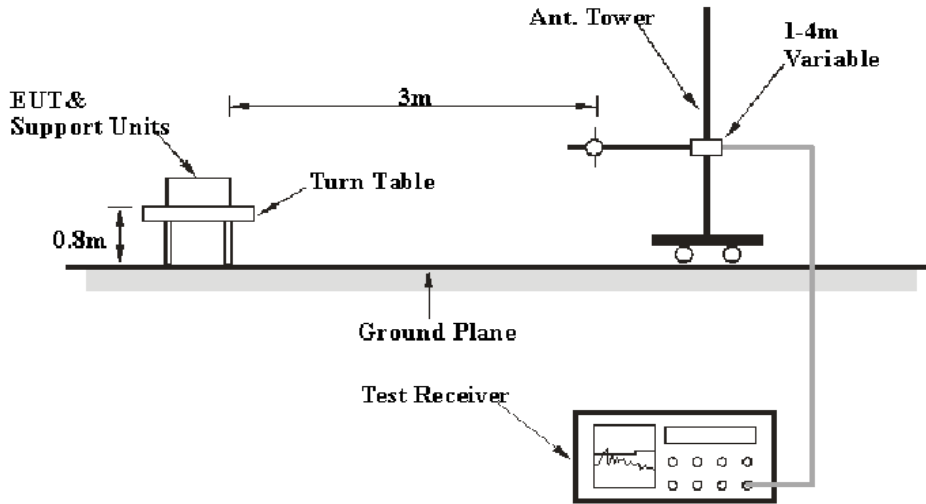 Ant. Tower
1-4m
Variable
3m
EUT&
Support Units
Turn Table
0.8m
Ground Plane
Test Receiver